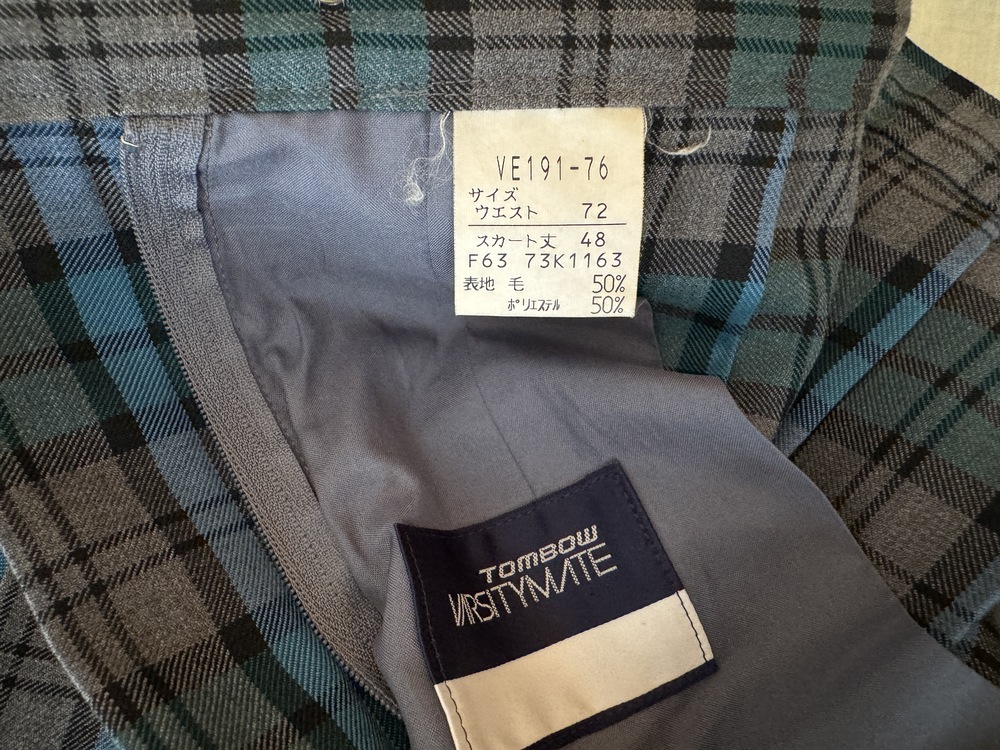 VE191-76
サイズ
ウエスト 72
スカート丈 48
F63 73K1163
表地 毛 50%
ポリエステル 50%
TOMBOW
VARSITYMATE